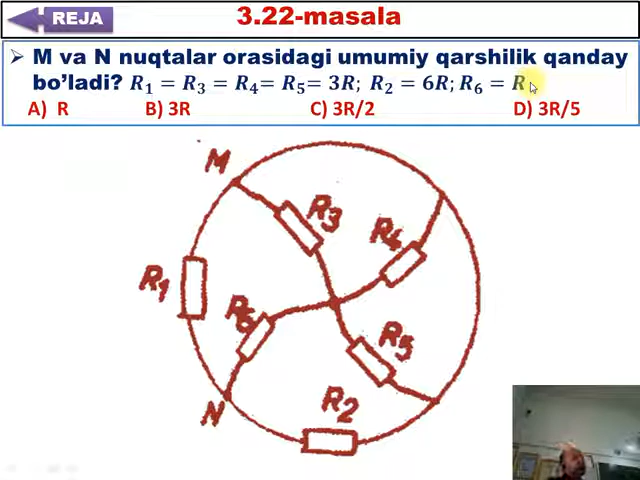 REJA
3.22-masala
➢ M va N nuqtalar orasidagi umumiy qarshilik qanday
bo’ladi? R₁ = R₃ = R₄= R₅= 3R; R₂ = 6R; R₆ = R
A) R B) 3R C) 3R/2 D) 3R/5
M
R3
R4
R1
R6
R5
R2
N